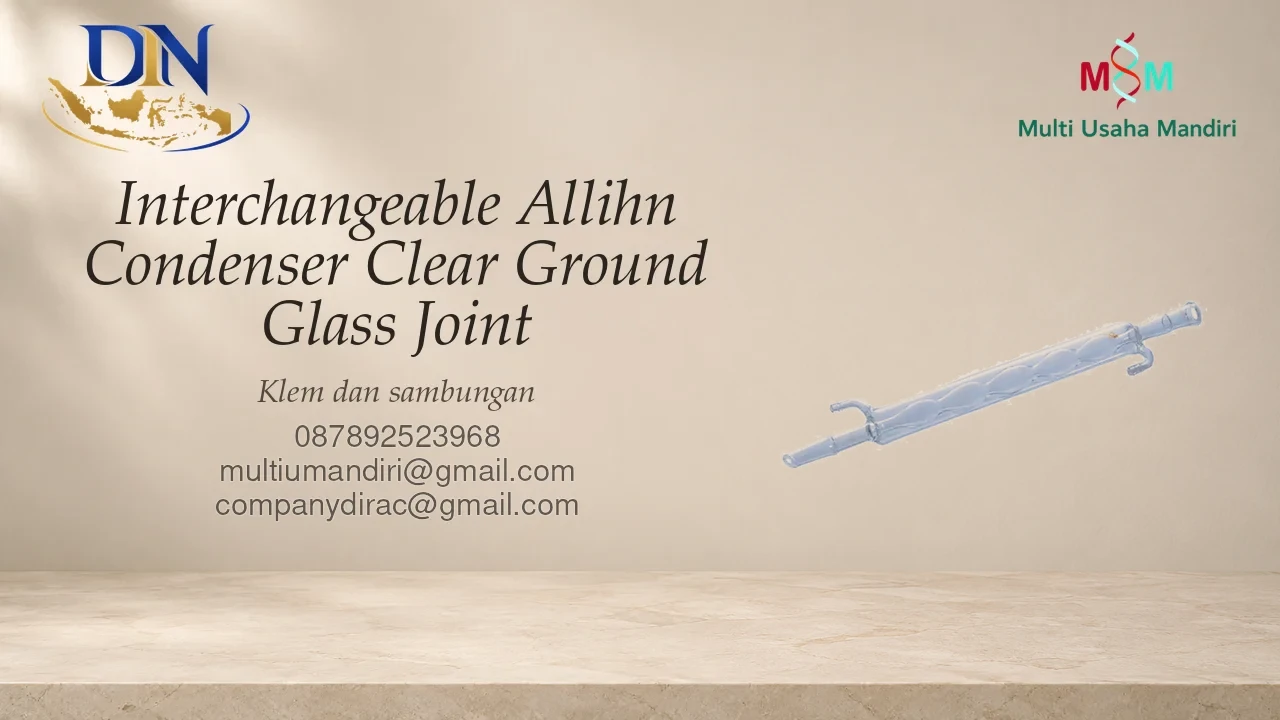 DIN
M M
Multi Usaha Mandiri
Interchangeable Allihn
Condenser Clear Ground
Glass Joint
Klem dan sambungan
087892523968
multiumandiri@gmail.com
companydirac@gmail.com